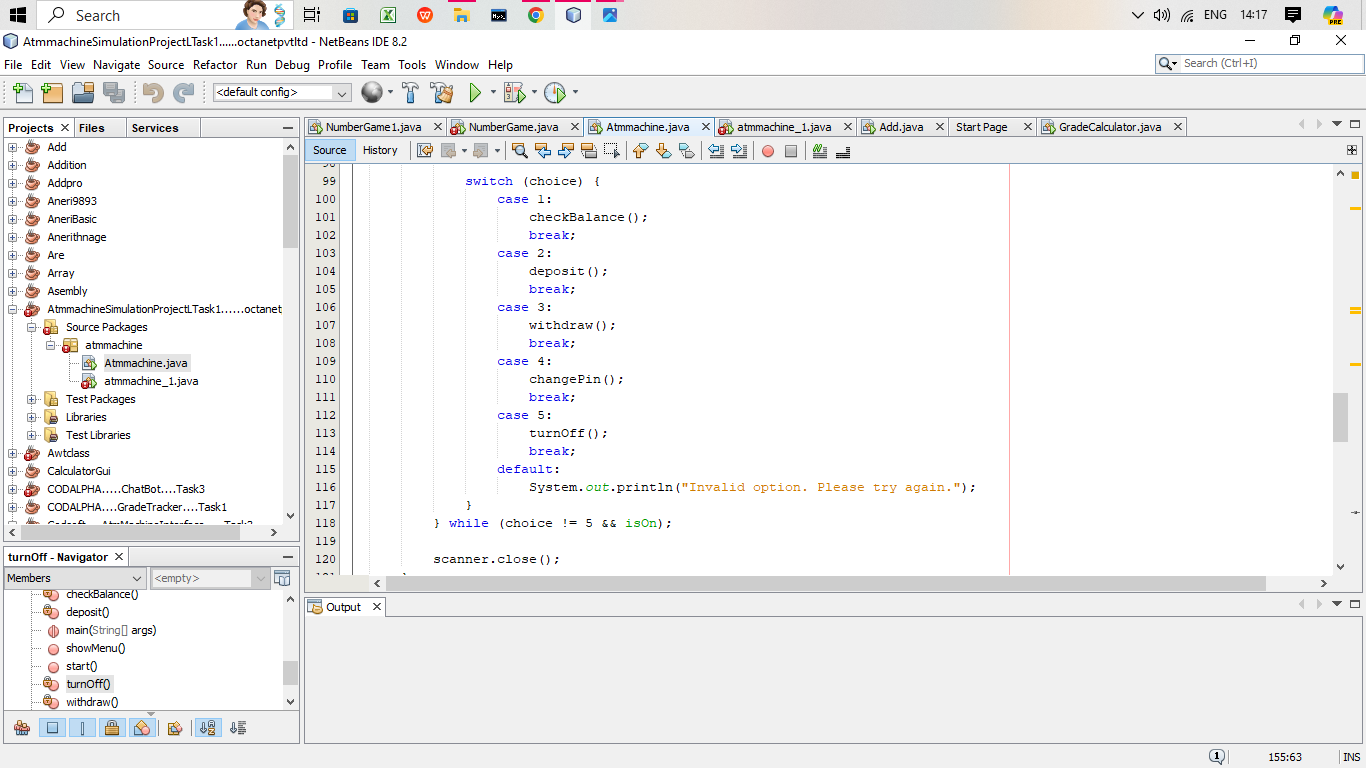 Search
ENG
14:17
PRE
AtmmachineSimulationProjectLTask1......octanetpvtltd - NetBeans IDE 8.2
File Edit View Navigate Source Refactor Run Debug Profile Team Tools Window Help
Search (Ctrl+I)
<default config>
Projects Files Services
NumberGame1.java NumberGame.java Atmmachine.java atmmachine_1.java Add.java Start Page GradeCalculator.java
Source History
Add
Addition
Addpro
Aneri9893
AneriBasic
Anerithnage
Are
Array
Asembly
AtmmachineSimulationProjectLTask1......octanet
Source Packages
atmmachine
Atmmachine.java
atmmachine_1.java
Test Packages
Libraries
Test Libraries
Awtclass
CalculatorGui
CODALPHA.....ChatBot....Task3
CODALPHA....GradeTracker....Task1
98
99 switch (choice) {
100 case 1:
101 checkBalance();
102 break;
103 case 2:
104 deposit();
105 break;
106 case 3:
107 withdraw();
108 break;
109 case 4:
110 changePin();
111 break;
112 case 5:
113 turnOff();
114 break;
115 default:
116 System.out.println("Invalid option. Please try again.");
117 }
118 } while (choice != 5 && isOn);
119
120 scanner.close();
turnOff - Navigator
Members <empty>
checkBalance()
deposit()
main(String[] args)
showMenu()
start()
turnOff()
withdraw()
Output
1
155:63
INS